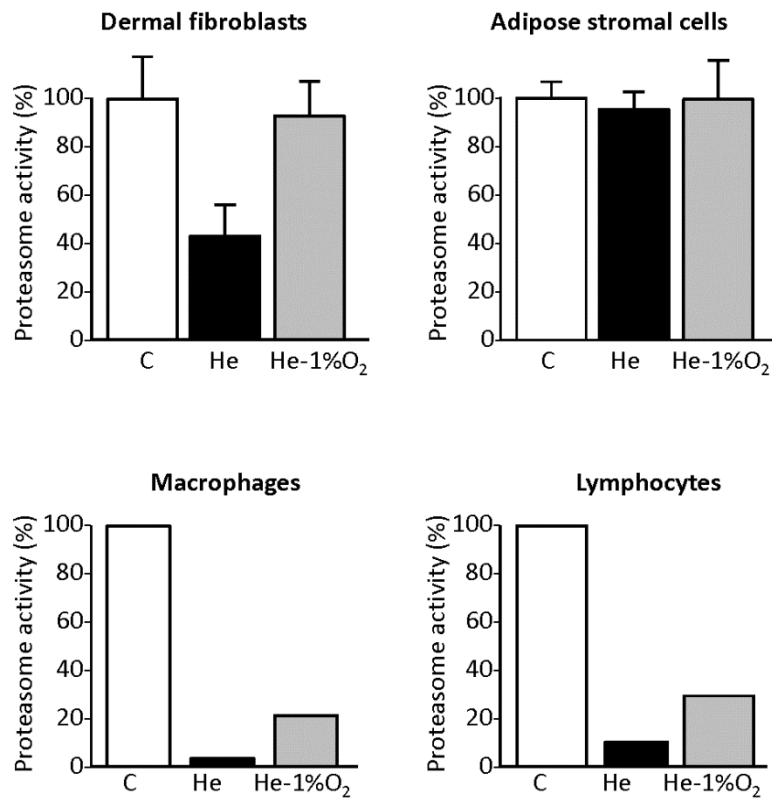 Dermal fibroblasts
Proteasome activity (%)
100
80
60
40
20
0
C He He-1%O₂
Adipose stromal cells
Proteasome activity (%)
100
80
60
40
20
0
C He He-1%O₂
Macrophages
Proteasome activity (%)
100
80
60
40
20
0
C He He-1%O₂
Lymphocytes
Proteasome activity (%)
100
80
60
40
20
0
C He He-1%O₂